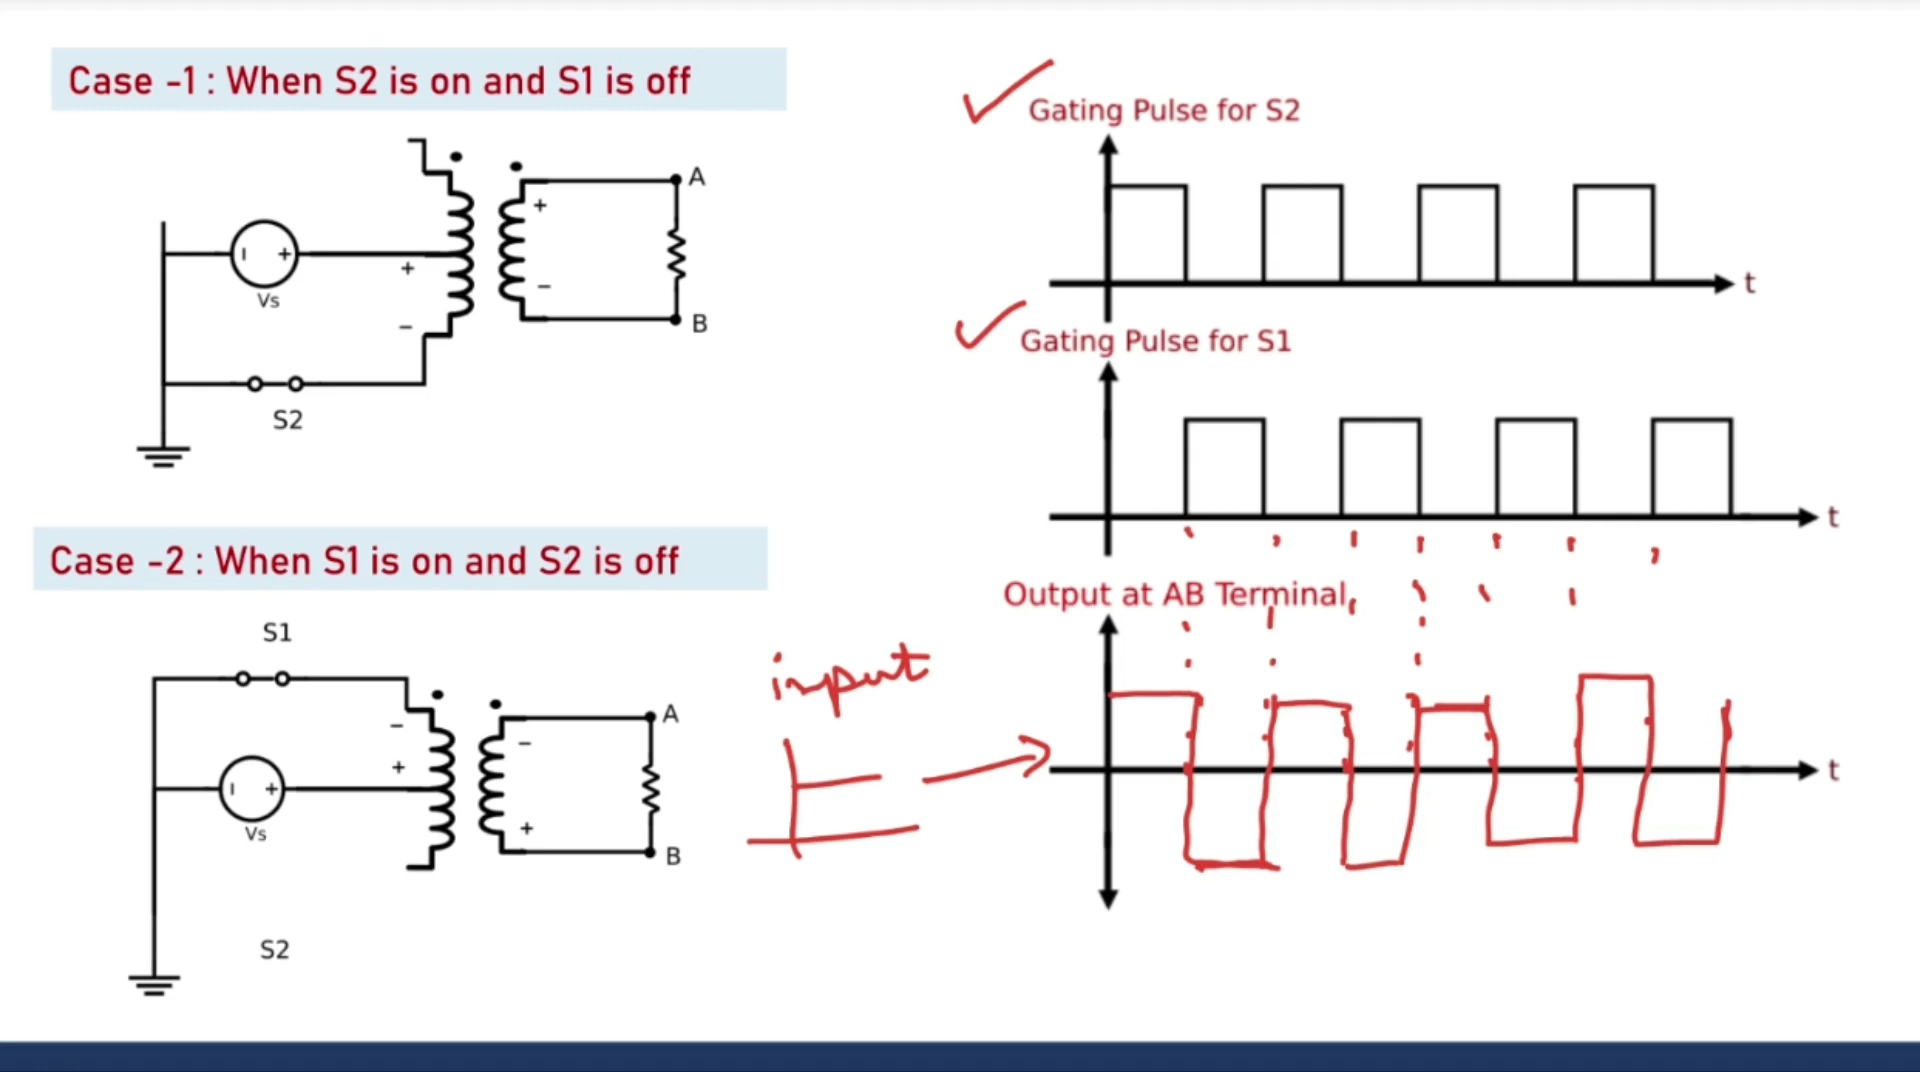 Case -1 : When S2 is on and S1 is off
A
+
−
+
Vs
+
−
B
S2
Case -2 : When S1 is on and S2 is off
S1
A
−
−
+
+
Vs
+
B
S2
Gating Pulse for S2
t
Gating Pulse for S1
t
Output at AB Terminal
input
t